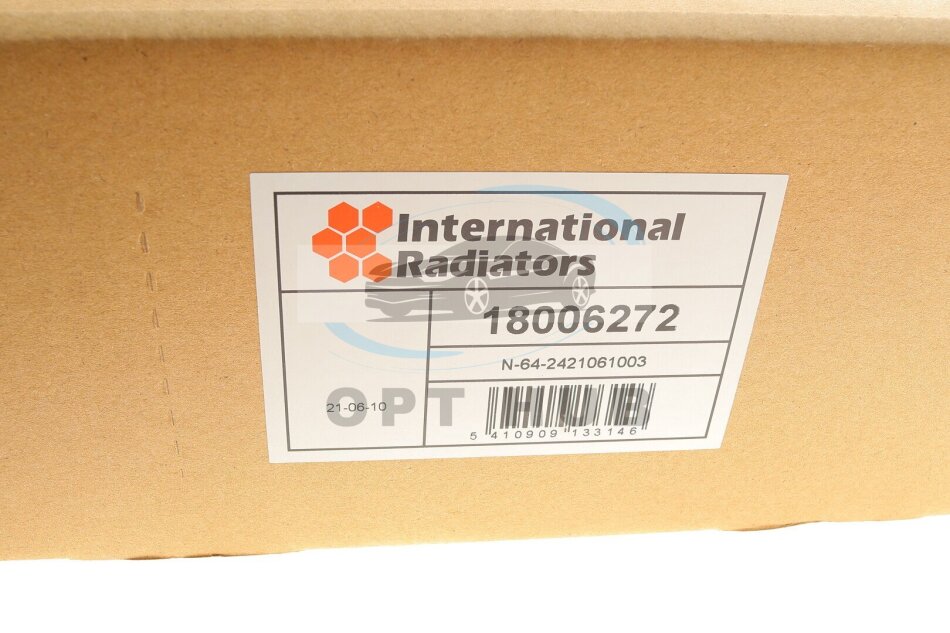 International
Radiators
18006272
N-64-2421061003
21-06-10
OPT HUB
5 410909 133146